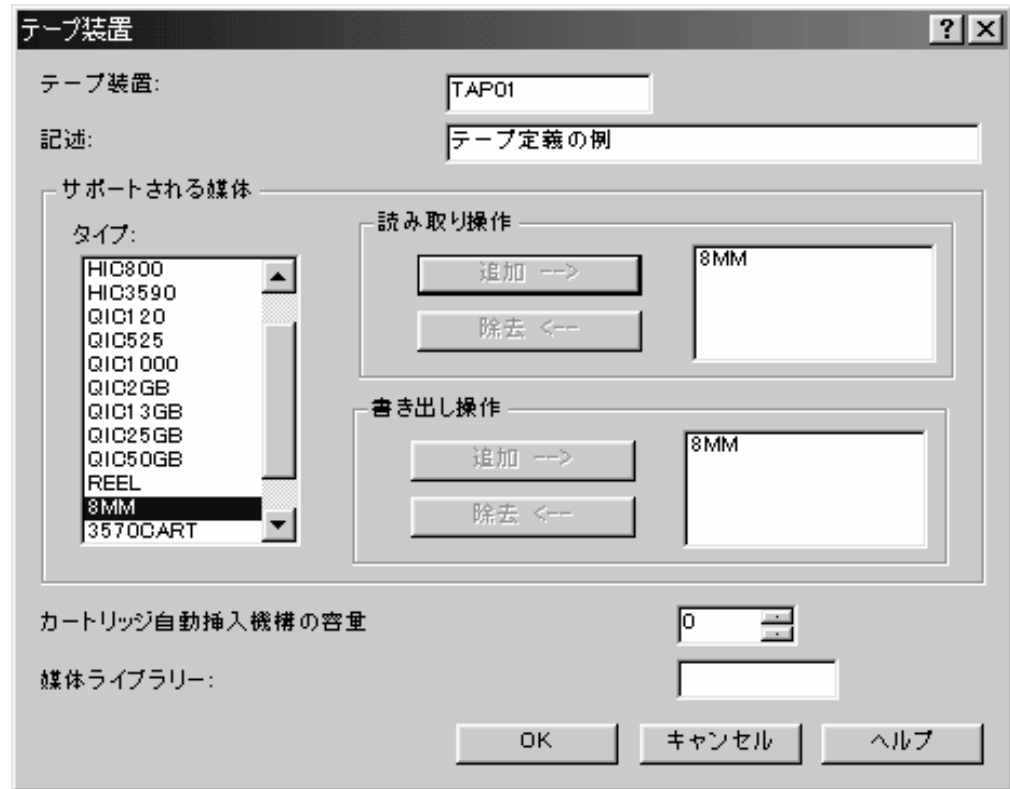 テープ装置
テープ装置:
TAP01
記述:
テープ定義の例
サポートされる媒体
タイプ:
HIC800
HIC3590
QIC120
QIC525
QIC1000
QIC2GB
QIC13GB
QIC25GB
QIC50GB
REEL
8MM
3570CART
読み取り操作
追加 -->
除去 <--
8MM
書き出し操作
追加 -->
除去 <--
8MM
カートリッジ自動挿入機構の容量
0
媒体ライブラリー:
OK
キャンセル
ヘルプ